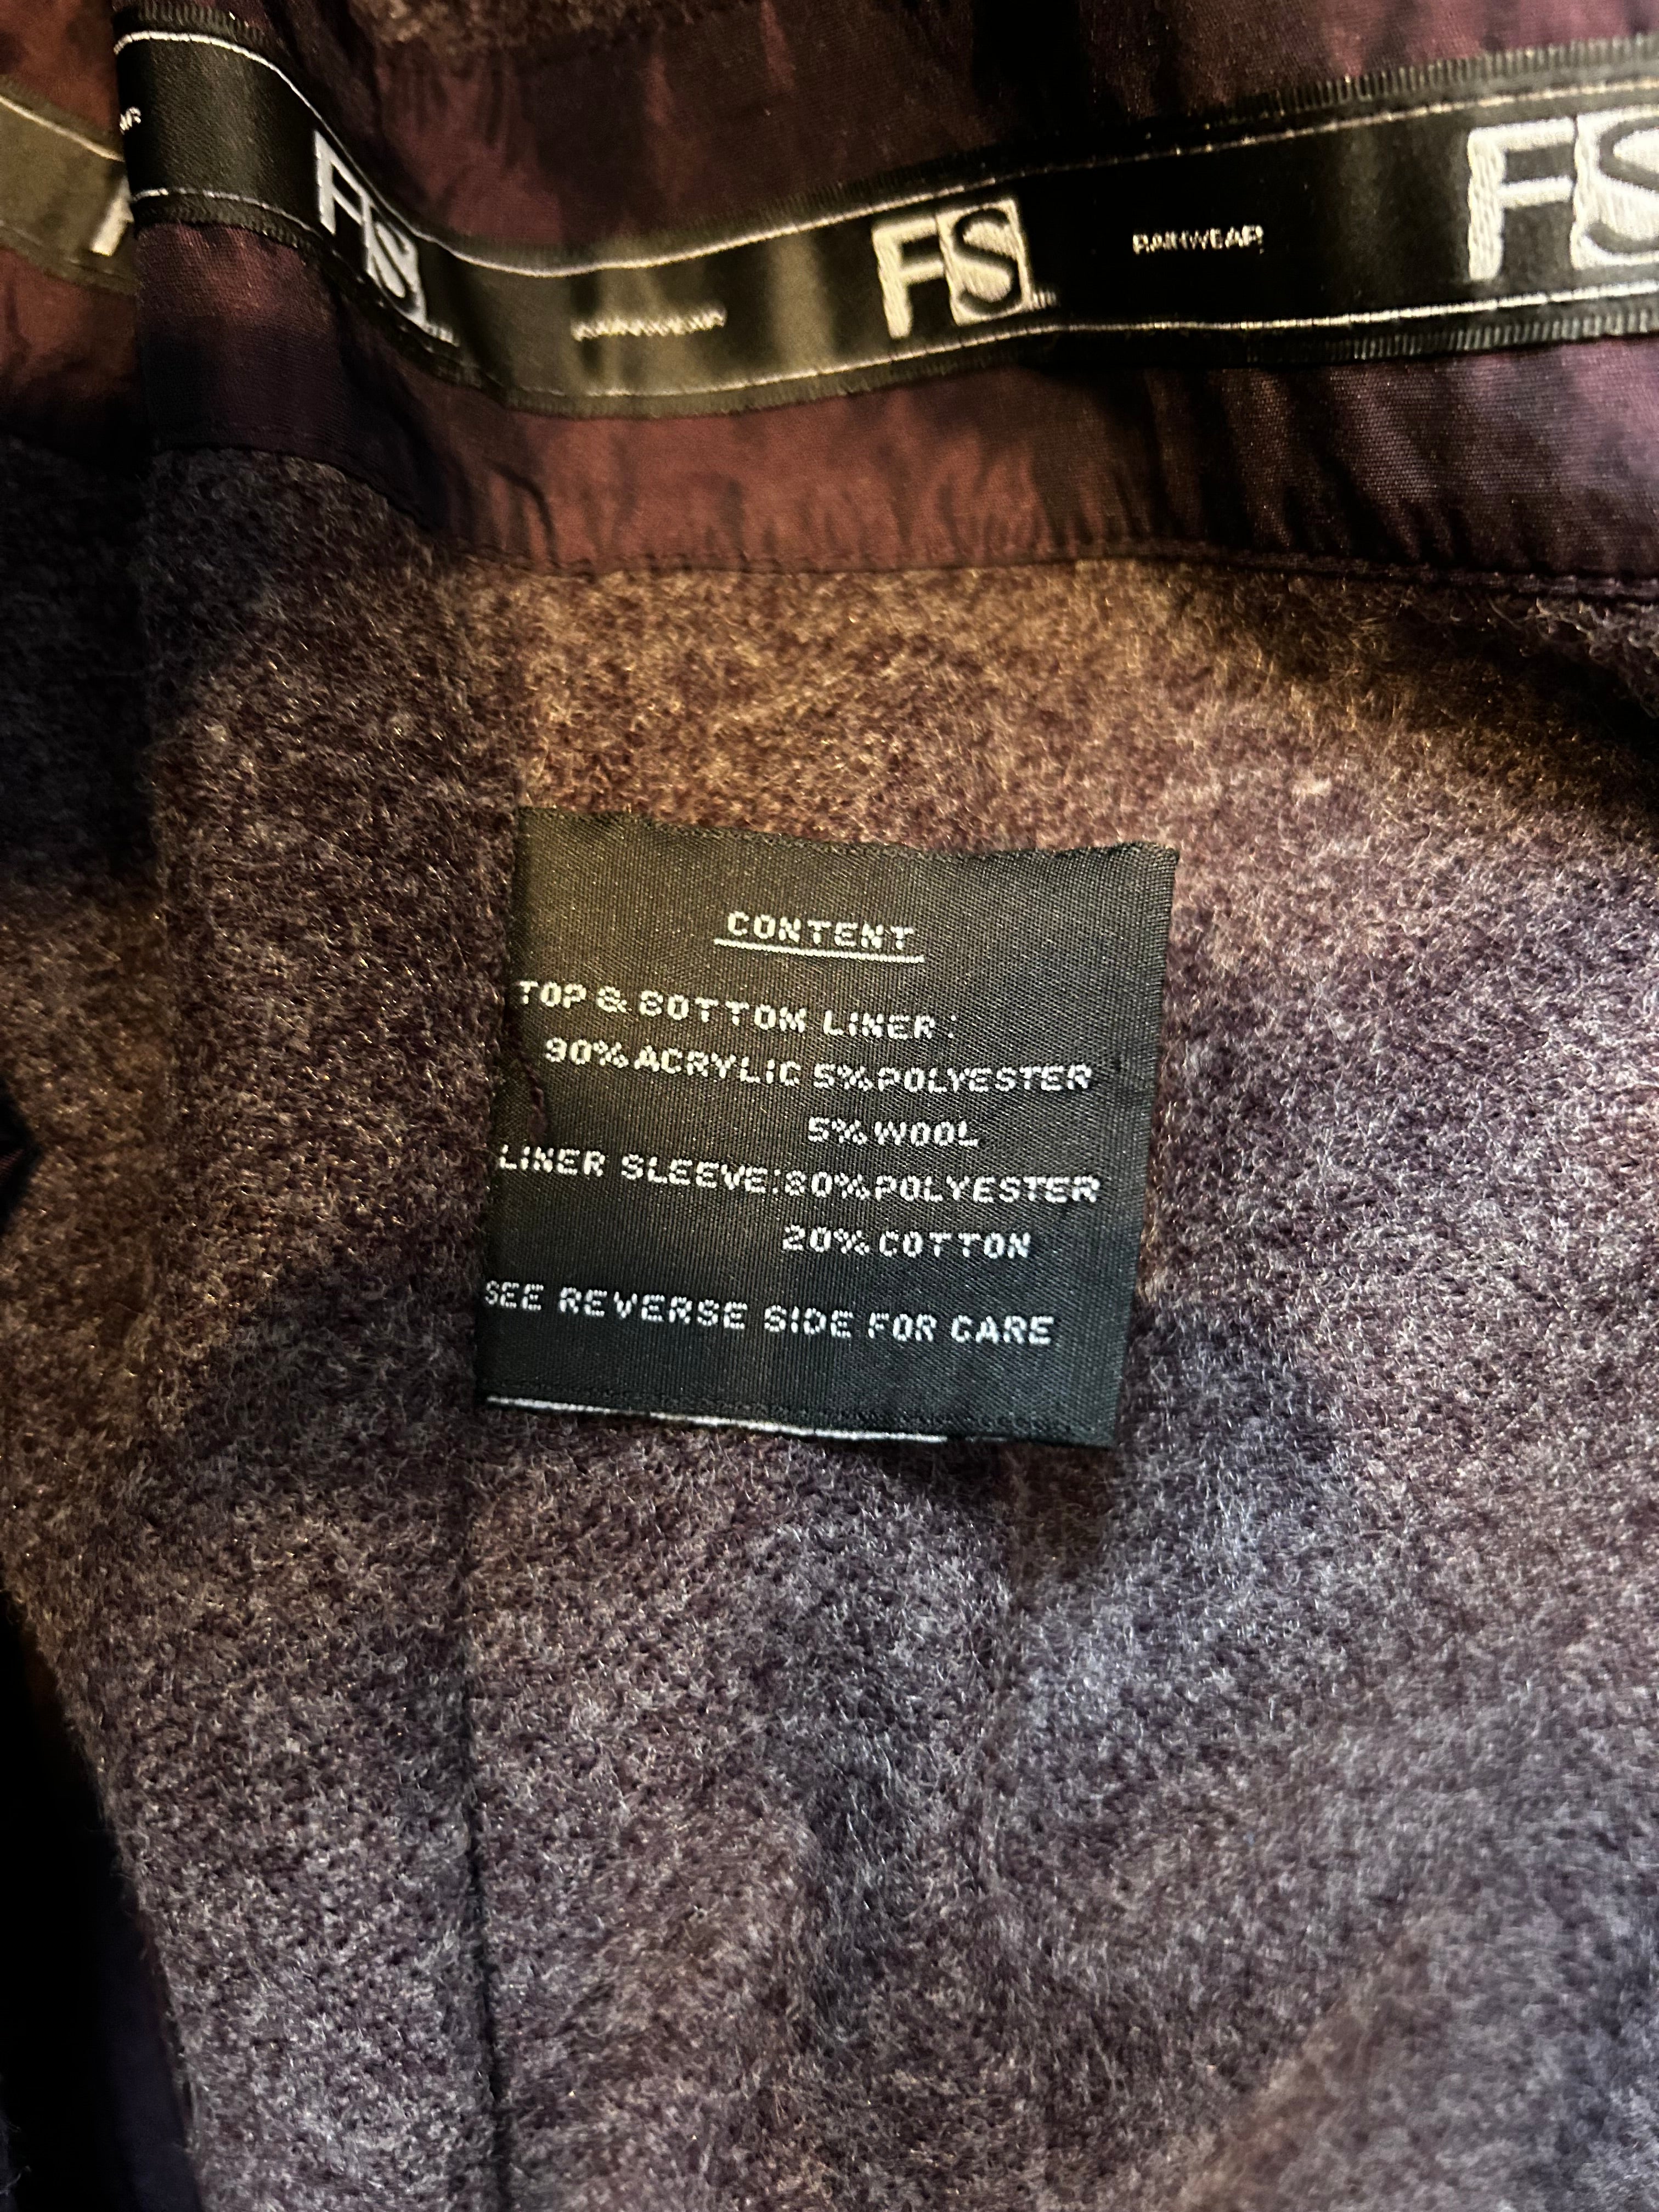 FS RAINWEAR FS RAINWEAR FS
CONTENT
TOP & BOTTOM LINER:
90% ACRYLIC 5% POLYESTER
5% WOOL
LINER SLEEVE: 80% POLYESTER
20% COTTON
SEE REVERSE SIDE FOR CARE